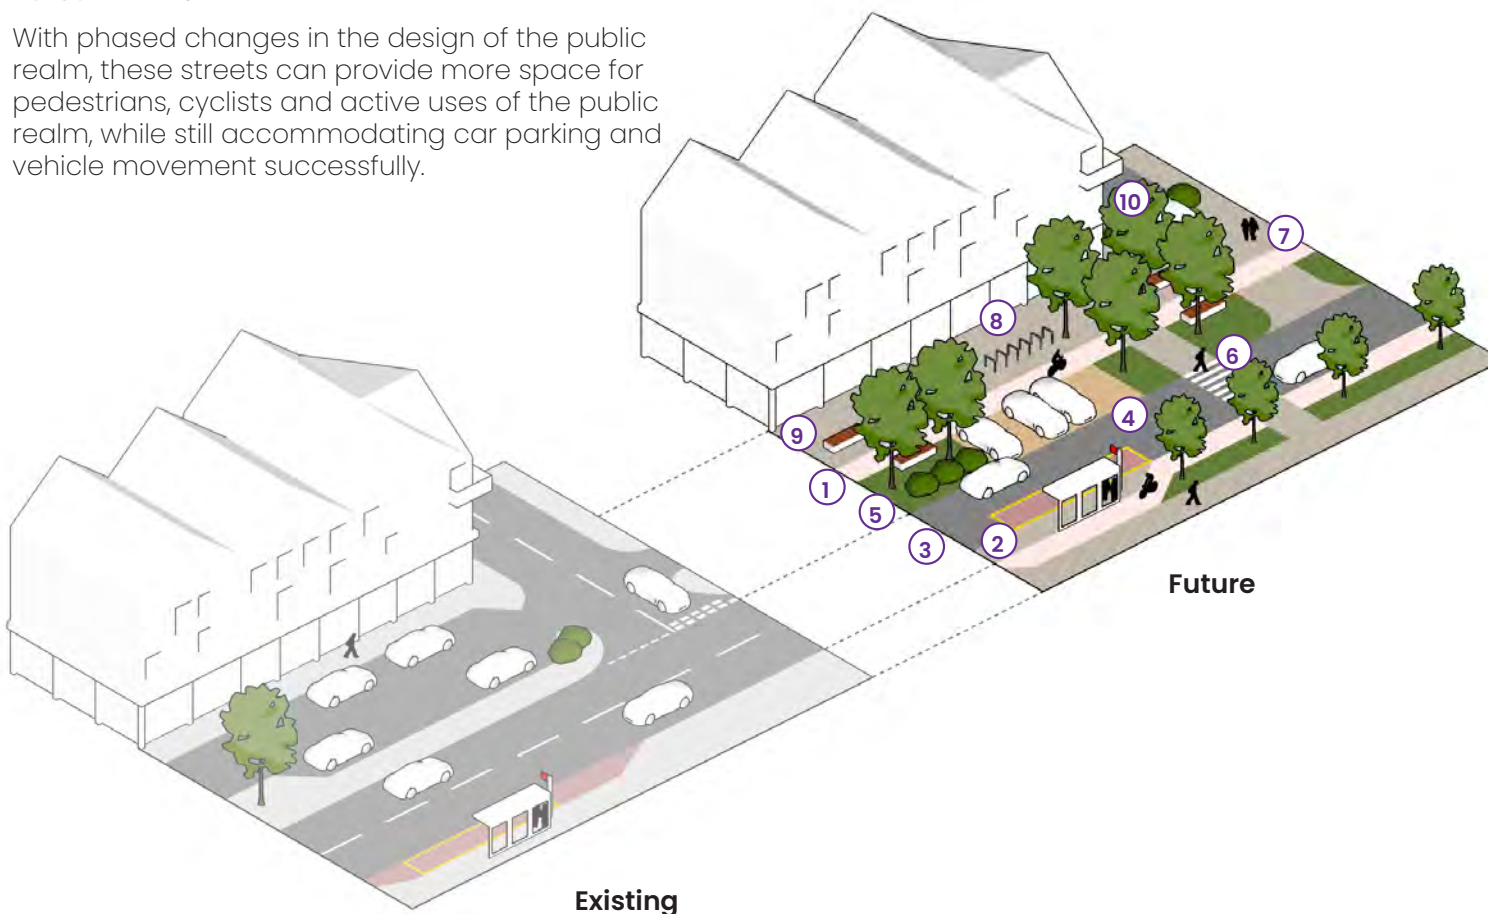 With phased changes in the design of the public
realm, these streets can provide more space for
pedestrians, cyclists and active uses of the public
realm, while still accommodating car parking and
vehicle movement successfully.
10
7
8
6
4
9
1
5
3
2
Future
Existing